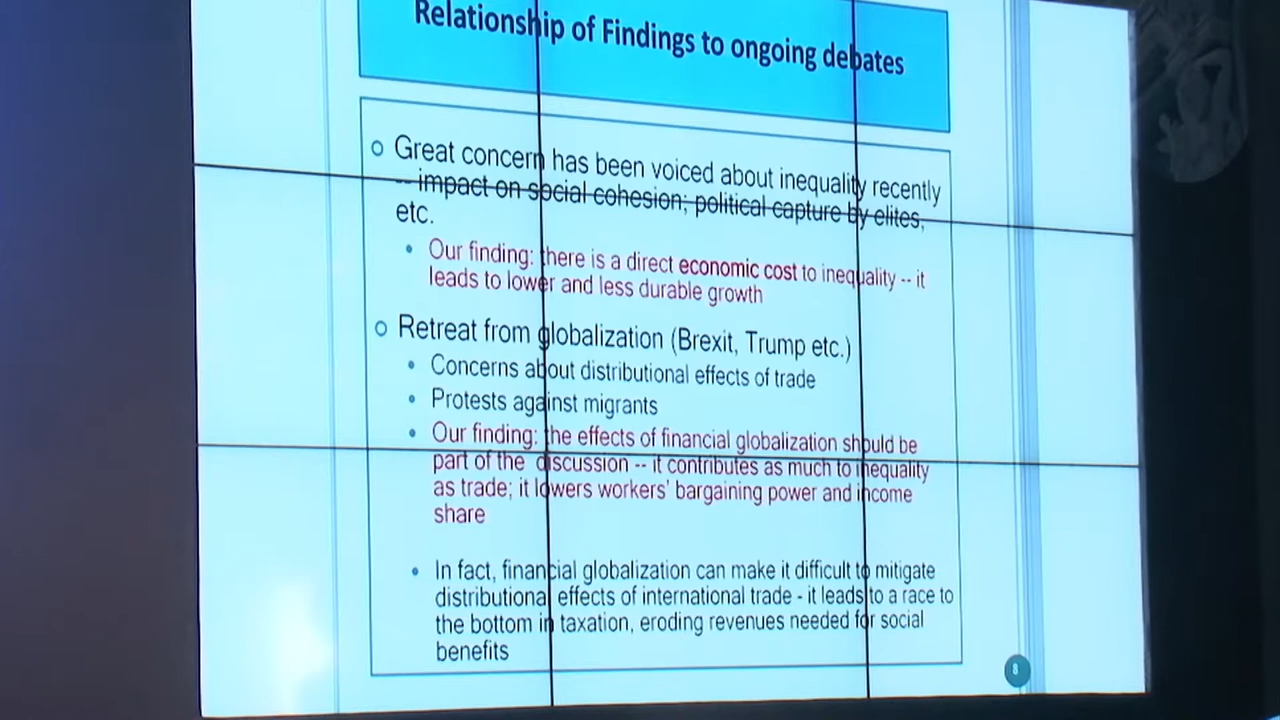 Relationship of Findings to ongoing debates
Great concern has been voiced about inequality recently
-- impact on social cohesion; political capture by elites,
etc.
Our finding: there is a direct economic cost to inequality -- it
leads to lower and less durable growth
Retreat from globalization (Brexit, Trump etc.)
Concerns about distributional effects of trade
Protests against migrants
Our finding: the effects of financial globalization should be
part of the discussion -- it contributes as much to inequality
as trade; it lowers workers' bargaining power and income
share
In fact, financial globalization can make it difficult to mitigate
distributional effects of international trade - it leads to a race to
the bottom in taxation, eroding revenues needed for social
benefits
8